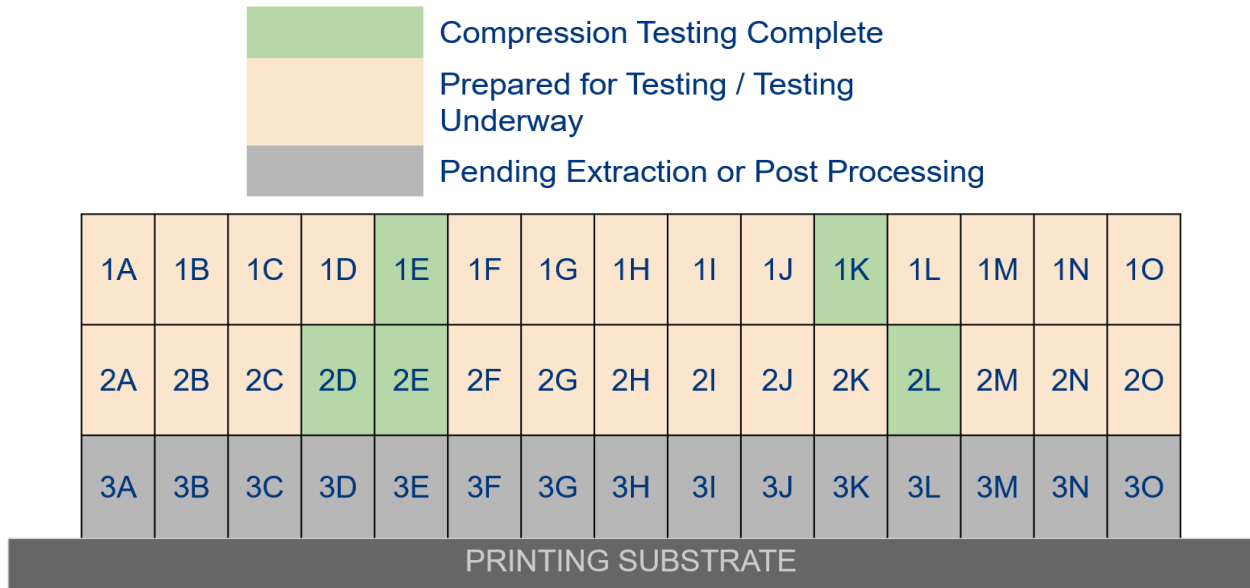 Compression Testing Complete
Prepared for Testing / Testing
Underway
Pending Extraction or Post Processing
1A 1B 1C 1D 1E 1F 1G 1H 1I 1J 1K 1L 1M 1N 1O
2A 2B 2C 2D 2E 2F 2G 2H 2I 2J 2K 2L 2M 2N 2O
3A 3B 3C 3D 3E 3F 3G 3H 3I 3J 3K 3L 3M 3N 3O
PRINTING SUBSTRATE